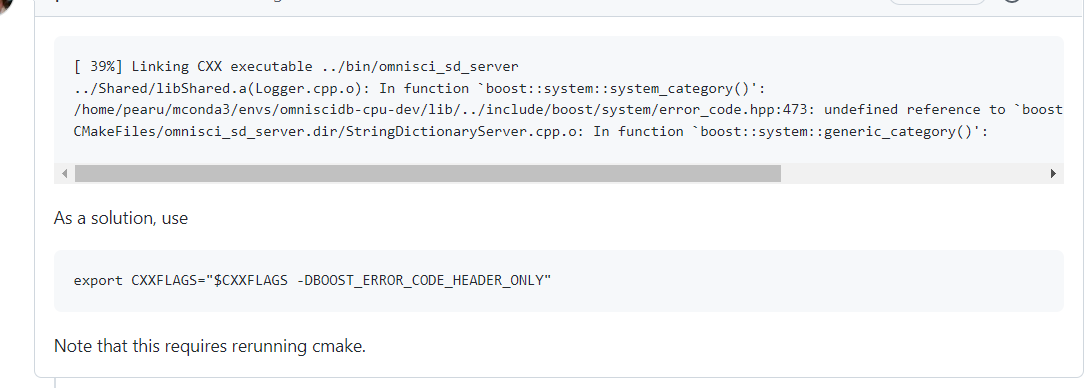 [ 39%] Linking CXX executable ../bin/omnisci_sd_server
../Shared/libShared.a(Logger.cpp.o): In function `boost::system::system_category()':
/home/pearu/mconda3/envs/omniscidb-cpu-dev/lib/../include/boost/system/error_code.hpp:473: undefined reference to `boost
CMakeFiles/omnisci_sd_server.dir/StringDictionaryServer.cpp.o: In function `boost::system::generic_category()':
As a solution, use
export CXXFLAGS="$CXXFLAGS -DBOOST_ERROR_CODE_HEADER_ONLY"
Note that this requires rerunning cmake.